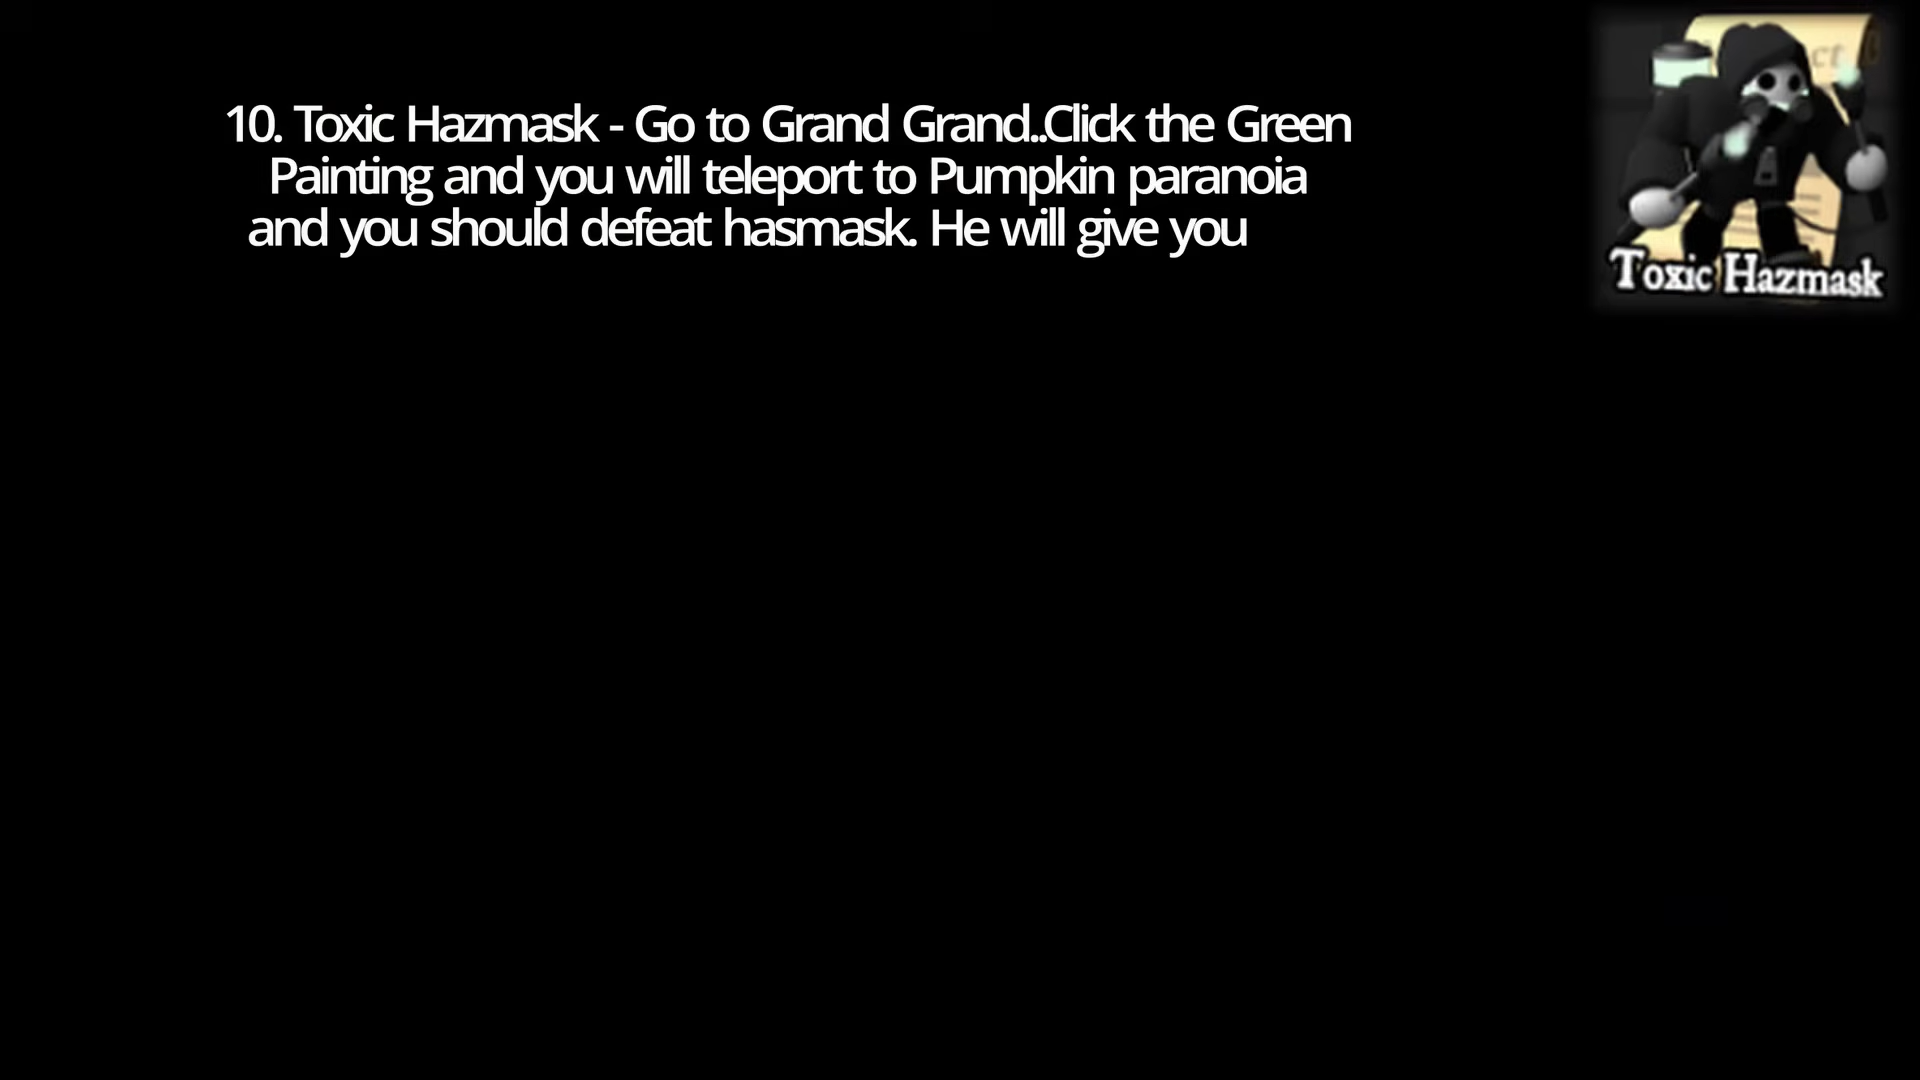 10. Toxic Hazmask - Go to Grand Grand..Click the Green
Painting and you will teleport to Pumpkin paranoia
and you should defeat hasmask. He will give you
ct
Toxic Hazmask